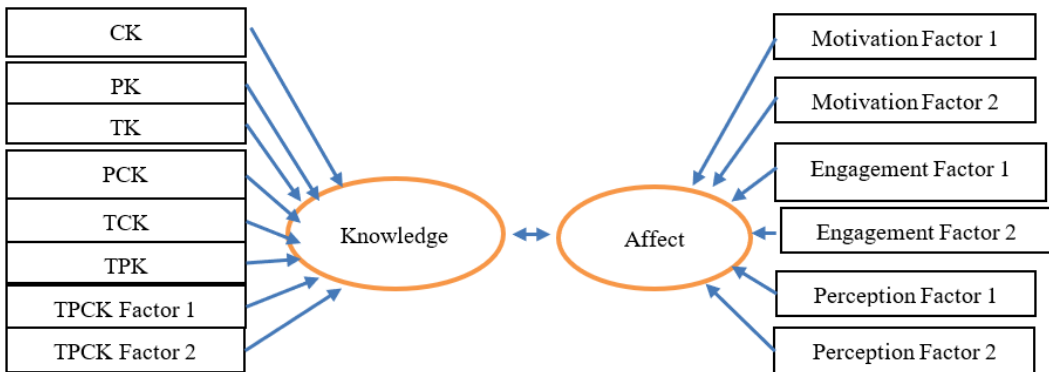 CK
PK
TK
PCK
TCK
TPK
TPCK Factor 1
TPCK Factor 2
Knowledge
Affect
Motivation Factor 1
Motivation Factor 2
Engagement Factor 1
Engagement Factor 2
Perception Factor 1
Perception Factor 2